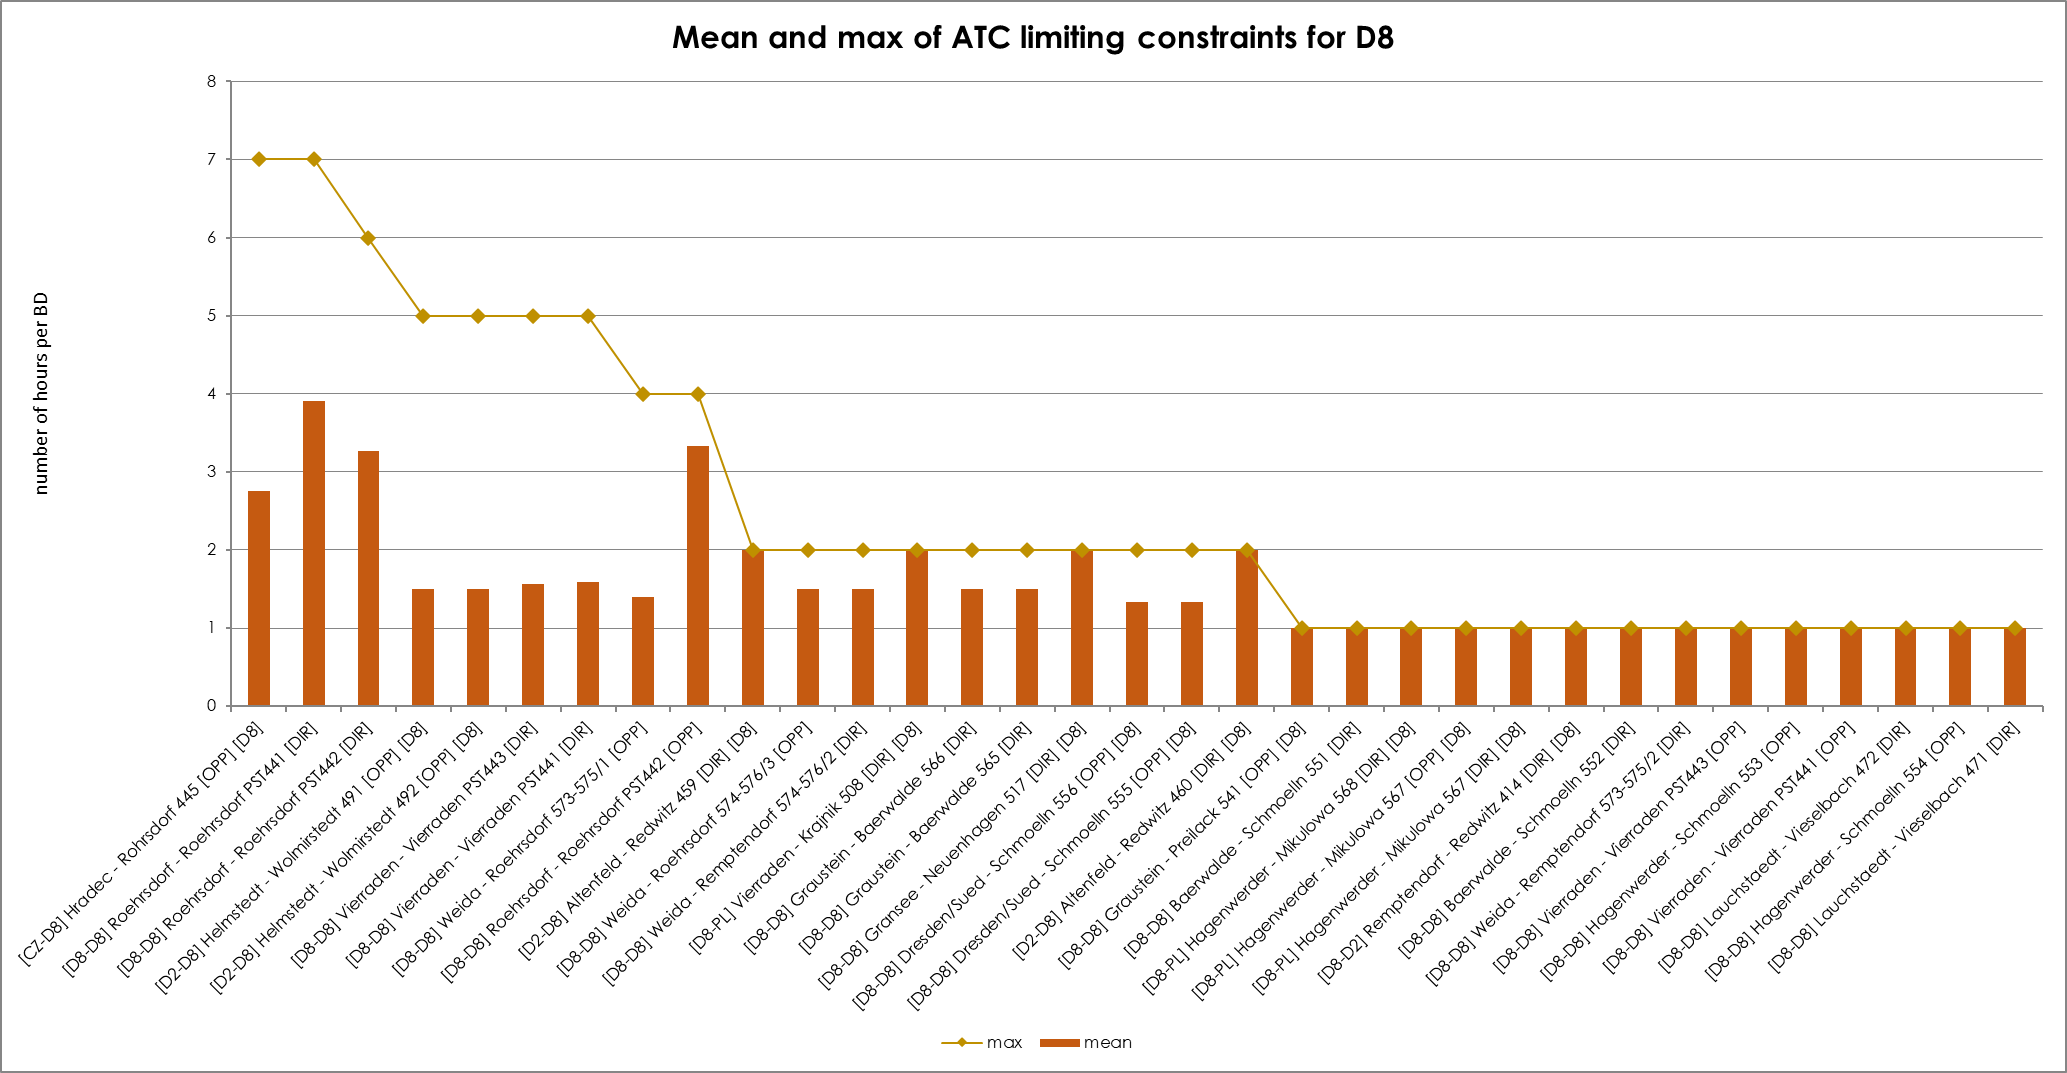 Mean and max of ATC limiting constraints for D8
number of hours per BD
8
7
6
5
4
3
2
1
0
[CZ-D8] Hradec - Rohrsdorf 445 [OPP] [D8]
[D8-D8] Roehrsdorf - Roehrsdorf PST441 [DIR]
[D8-D8] Roehrsdorf - Roehrsdorf PST442 [DIR]
[D2-D8] Helmstedt - Wolmirstedt 491 [OPP] [D8]
[D2-D8] Helmstedt - Wolmirstedt 492 [OPP] [D8]
[D8-D8] Vierraden - Vierraden PST443 [DIR]
[D8-D8] Vierraden - Vierraden PST441 [DIR]
[D8-D8] Weida - Roehrsdorf 573-575/1 [OPP]
[D8-D8] Roehrsdorf - Roehrsdorf PST442 [OPP]
[D2-D8] Altenfeld - Redwitz 459 [DIR] [D8]
[D8-D8] Weida - Roehrsdorf 574-576/3 [OPP]
[D8-D8] Weida - Remptendorf 574-576/2 [DIR]
[D8-PL] Vierraden - Krajnik 508 [DIR] [D8]
[D8-D8] Graustein - Baerwalde 566 [DIR]
[D8-D8] Graustein - Baerwalde 565 [DIR]
[D8-D8] Gransee - Neuenhagen 517 [DIR] [D8]
[D8-D8] Dresden/Sued - Schmoelln 556 [OPP] [D8]
[D8-D8] Dresden/Sued - Schmoelln 555 [OPP] [D8]
[D2-D8] Altenfeld - Redwitz 460 [DIR] [D8]
[D8-D8] Graustein - Preilack 541 [OPP] [D8]
[D8-D8] Baerwalde - Schmoelln 551 [DIR]
[D8-PL] Hagenwerder - Mikulowa 568 [DIR] [D8]
[D8-PL] Hagenwerder - Mikulowa 567 [OPP] [D8]
[D8-PL] Hagenwerder - Mikulowa 567 [DIR] [D8]
[D8-D2] Remptendorf - Redwitz 414 [DIR] [D8]
[D8-D8] Baerwalde - Schmoelln 552 [DIR]
[D8-D8] Weida - Remptendorf 573-575/2 [DIR]
[D8-D8] Vierraden - Vierraden PST443 [OPP]
[D8-D8] Hagenwerder - Schmoelln 553 [OPP]
[D8-D8] Vierraden - Vierraden PST441 [OPP]
[D8-D8] Lauchstaedt - Vieselbach 472 [DIR]
[D8-D8] Hagenwerder - Schmoelln 554 [OPP]
[D8-D8] Lauchstaedt - Vieselbach 471 [DIR]
max
mean